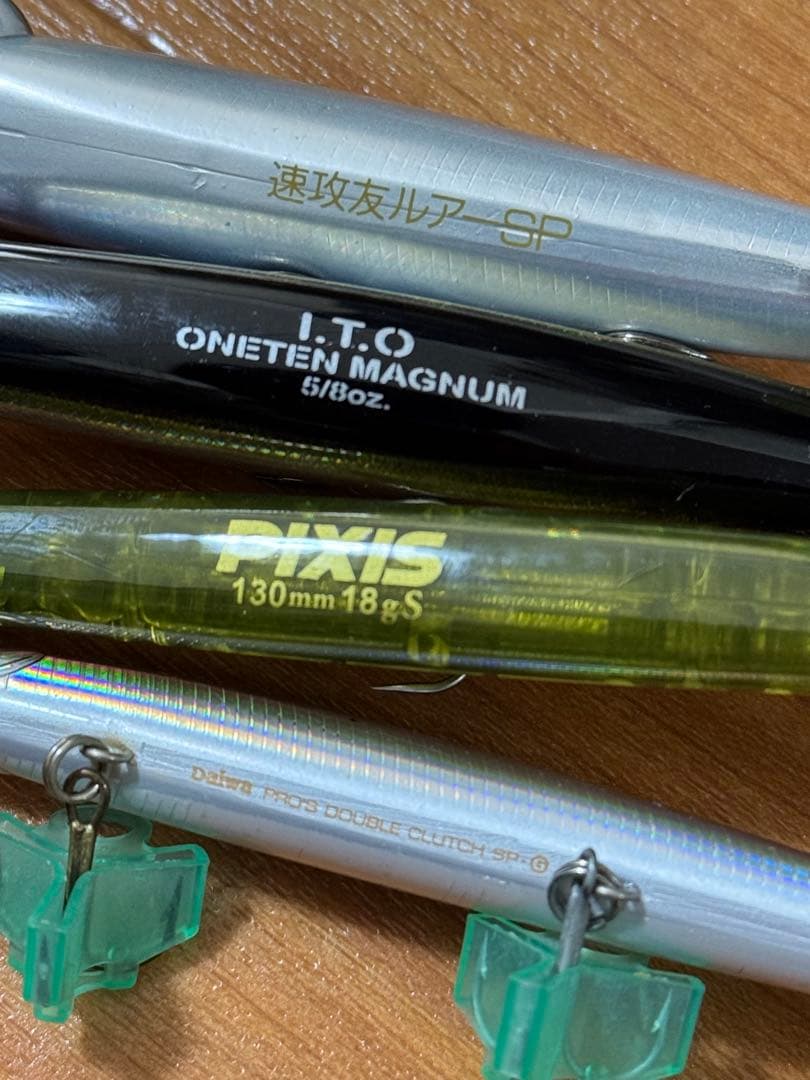 速攻友ルアーSP
I.T.O
ONETEN MAGNUM
5/8oz.
PIXIS
130mm 18gS
Daiwa PRO'S DOUBLE CLUTCH SP-G